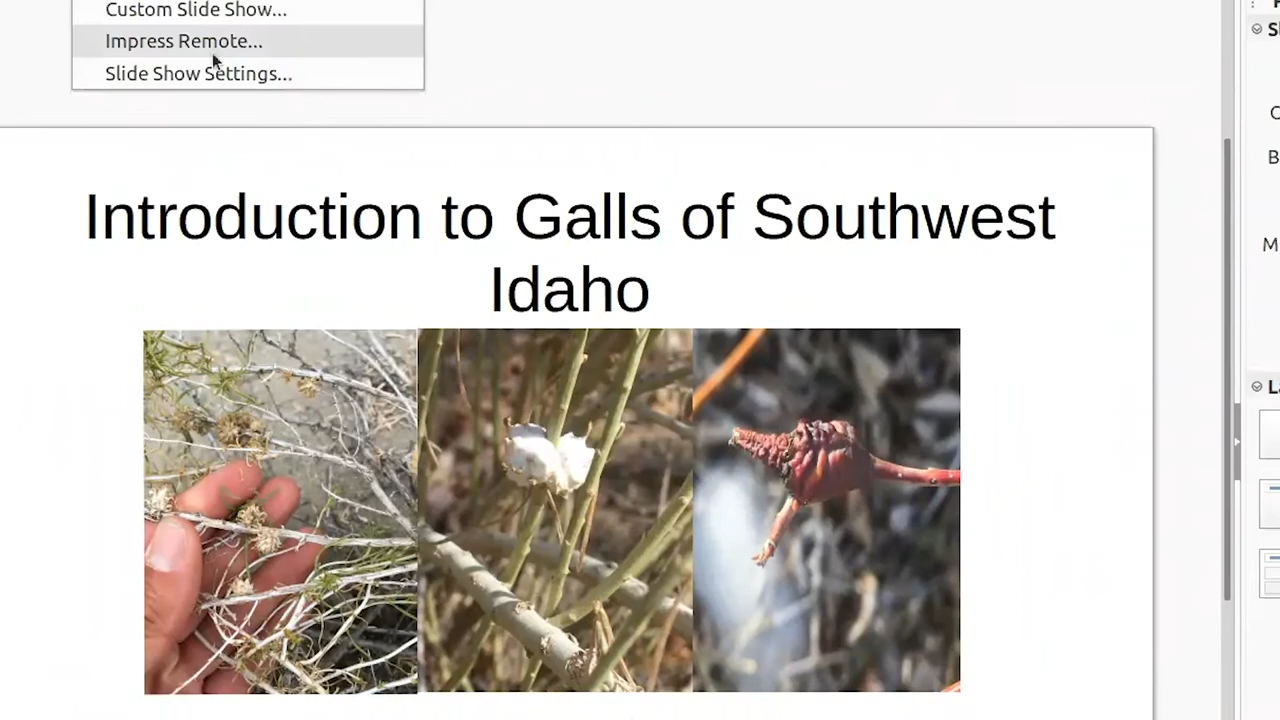 Custom Slide Show...
Impress Remote...
Slide Show Settings...
Introduction to Galls of Southwest
Idaho